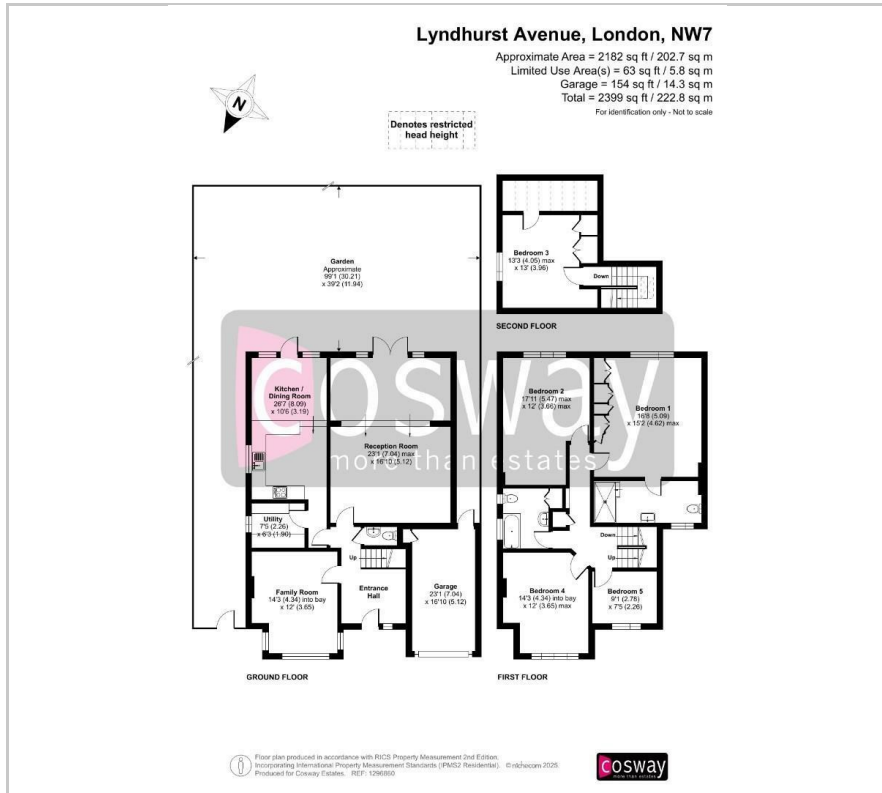 Lyndhurst Avenue, London, NW7
Approximate Area = 2182 sq ft / 202.7 sq m
Limited Use Area(s) = 63 sq ft / 5.8 sq m
Garage = 154 sq ft / 14.3 sq m
Total = 2399 sq ft / 222.8 sq m
For identification only - Not to scale
N
Denotes restricted
head height
Garden
Approximate
99'1 (30.21)
x 39'2 (11.94)
Bedroom 3
13'3 (4.05) max
x 13' (3.96)
Down
SECOND FLOOR
Kitchen /
Dining Room
26'7 (8.09)
x 10'6 (3.19)
Reception Room
23'1 (7.04) max
x 16'10 (5.12)
Utility
7'5 (2.26)
x 6'3 (1.90)
Up
Family Room
14'3 (4.34) into bay
x 12' (3.65)
Entrance
Hall
Garage
23'1 (7.04)
x 16'10 (5.12)
GROUND FLOOR
Bedroom 2
17'11 (5.47) max
x 12' (3.66) max
Bedroom 1
16'8 (5.09)
x 15'2 (4.62) max
Down
Up
Bedroom 4
14'3 (4.34) into bay
x 12' (3.65) max
Bedroom 5
9'1 (2.78)
x 7'5 (2.26)
FIRST FLOOR
cosway
more than estates
Floor plan produced in accordance with RICS Property Measurement 2nd Edition,
Incorporating International Property Measurement Standards (IPMS2 Residential). © nichecom 2025.
Produced for Cosway Estates. REF: 1296860
cosway
more than estates